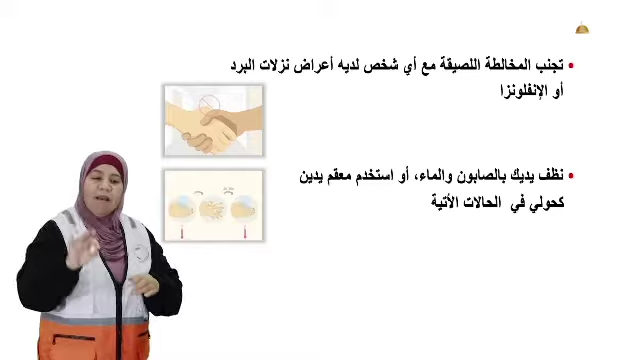 • تجنب المخالطة اللصيقة مع أي شخص لديه أعراض نزلات البرد
أو الإنفلونزا
• نظف يديك بالصابون والماء، أو استخدم معقم يدين
كحولي في الحالات الأتية